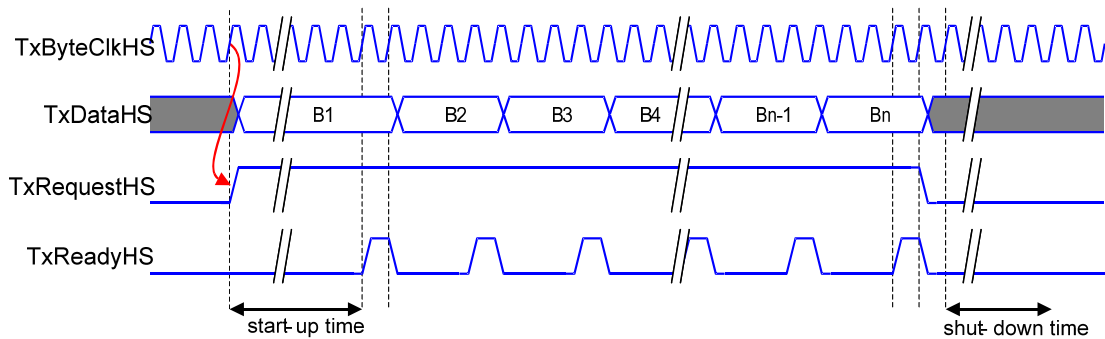 TxByteClkHS
TxDataHS B1 B2 B3 B4 Bn-1 Bn
TxRequestHS
TxReadyHS
start-up time shut- down time